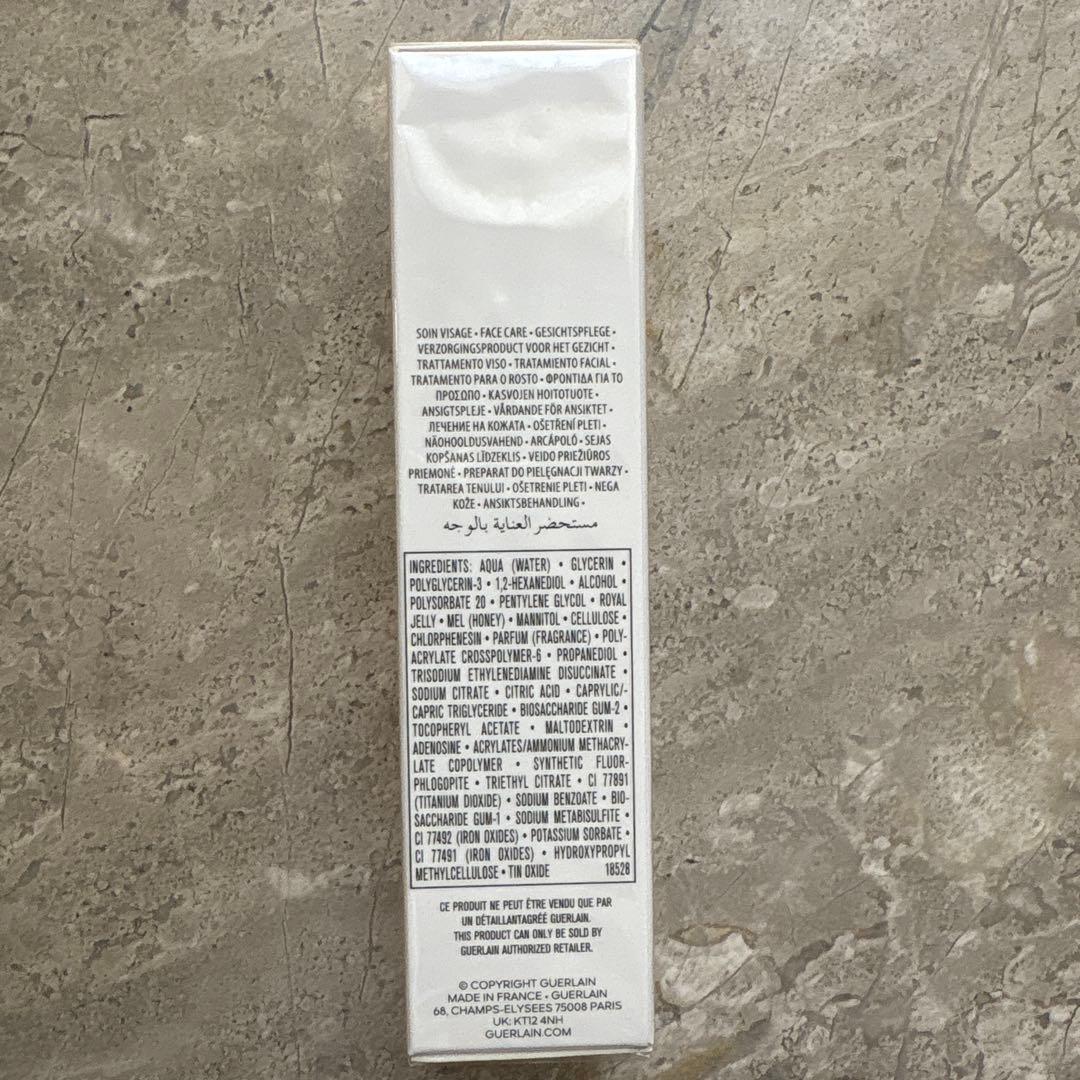 SOIN VISAGE • FACE CARE • GESICHTSPFLEGE •
VERZORGINGSPRODUCT VOOR HET GEZICHT •
TRATTAMENTO VISO • TRATAMIENTO FACIAL •
TRATAMENTO PARA O ROSTO • ΦΡΟΝΤΙΔΑ ΓΙΑ ΤΟ
ΠΡΟΣΩΠΟ • KASVOJEN HOITOTUOTE •
ANSIGTSPLEJE • VÅRDANDE FÖR ANSIKTET •
ЛЕЧЕНИЕ НА КОЖАТА • OŠETŘENÍ PLETI •
NÄOHOOLDUSVAHEND • ARCÁPOLÓ • SEJAS
KOPŠANAS LĪDZEKLIS • VEIDO PRIEŽIŪROS
PRIEMONĖ • PREPARAT DO PIELĘGNACJI TWARZY •
TRATAREA TENULUI • OŠETRENIE PLETI • NEGA
KOŽE • ANSIKTSBEHANDLING •
مستحضر العناية بالوجه
INGREDIENTS: AQUA (WATER) • GLYCERIN •
POLYGLYCERIN-3 • 1,2-HEXANEDIOL • ALCOHOL •
POLYSORBATE 20 • PENTYLENE GLYCOL • ROYAL
JELLY • MEL (HONEY) • MANNITOL • CELLULOSE •
CHLORPHENESIN • PARFUM (FRAGRANCE) • POLY-
ACRYLATE CROSSPOLYMER-6 • PROPANEDIOL •
TRISODIUM ETHYLENEDIAMINE DISUCCINATE •
SODIUM CITRATE • CITRIC ACID • CAPRYLIC/-
CAPRIC TRIGLYCERIDE • BIOSACCHARIDE GUM-2 •
TOCOPHERYL ACETATE • MALTODEXTRIN •
ADENOSINE • ACRYLATES/AMMONIUM METHACRY-
LATE COPOLYMER • SYNTHETIC FLUOR-
PHLOGOPITE • TRIETHYL CITRATE • CI 77891
(TITANIUM DIOXIDE) • SODIUM BENZOATE • BIO-
SACCHARIDE GUM-1 • SODIUM METABISULFITE •
CI 77492 (IRON OXIDES) • POTASSIUM SORBATE •
CI 77491 (IRON OXIDES) • HYDROXYPROPYL
METHYLCELLULOSE • TIN OXIDE 18528
CE PRODUIT NE PEUT ÊTRE VENDU QUE PAR
UN DÉTAILLANTAGRÉÉ GUERLAIN.
THIS PRODUCT CAN ONLY BE SOLD BY
GUERLAIN AUTHORIZED RETAILER.
© COPYRIGHT GUERLAIN
MADE IN FRANCE • GUERLAIN
68, CHAMPS-ELYSEES 75008 PARIS
UK: KT12 4NH
GUERLAIN.COM